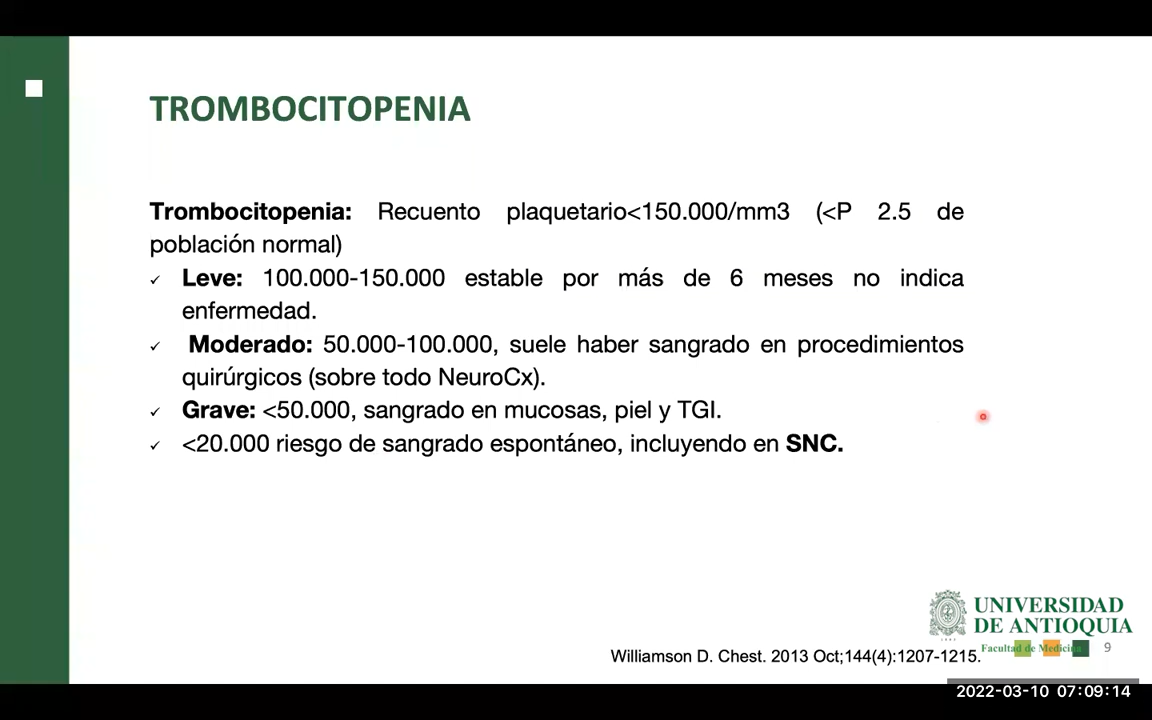 TROMBOCITOPENIA
Trombocitopenia: Recuento plaquetario<150.000/mm3 (<P 2.5 de
población normal)
✓ Leve: 100.000-150.000 estable por más de 6 meses no indica
enfermedad.
✓ Moderado: 50.000-100.000, suele haber sangrado en procedimientos
quirúrgicos (sobre todo NeuroCx).
✓ Grave: <50.000, sangrado en mucosas, piel y TGI.
✓ <20.000 riesgo de sangrado espontáneo, incluyendo en SNC.
UNIVERSIDAD
DE ANTIOQUIA
Facultad de Medicina
9
Williamson D. Chest. 2013 Oct;144(4):1207-1215.
2022-03-10 07:09:14